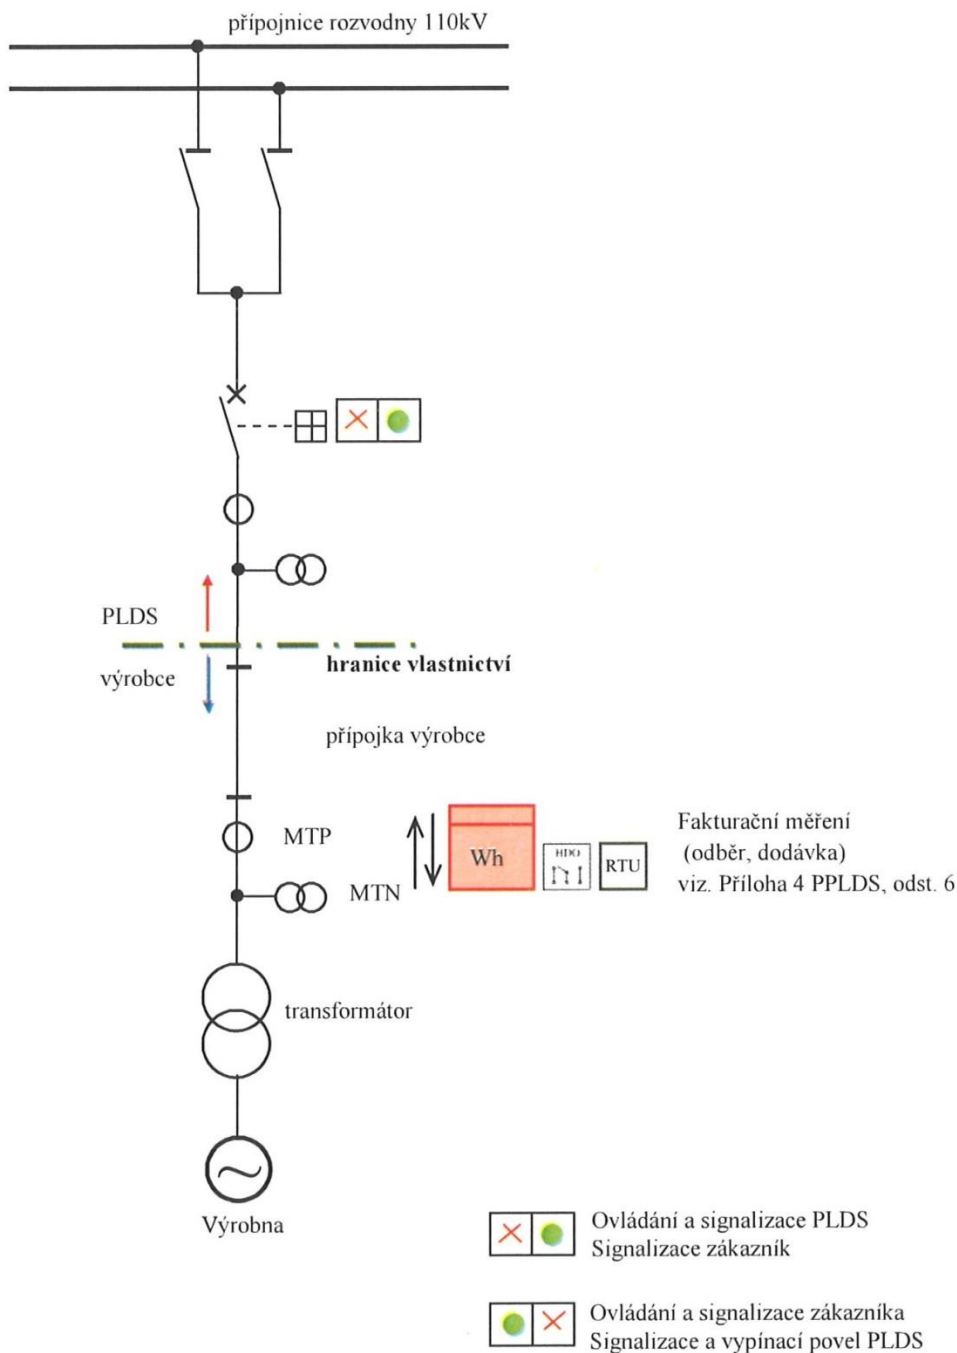 přípojnice rozvodny 110kV
PLDS
výrobce
hranice vlastnictví
přípojka výrobce
MTP
MTN
Wh
HDO
RTU
Fakturační měření
(odběr, dodávka)
viz. Příloha 4 PPLDS, odst. 6
transformátor
Výrobna
Ovládání a signalizace PLDS
Signalizace zákazník
Ovládání a signalizace zákazníka
Signalizace a vypínací povel PLDS